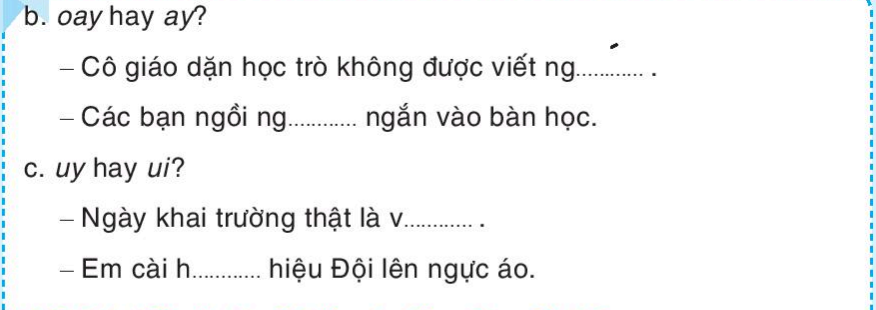 b. oay hay ay?
– Cô giáo dặn học trò không được viết ng............ .
– Các bạn ngồi ng............ ngắn vào bàn học.
c. uy hay ui?
– Ngày khai trường thật là v............ .
– Em cài h............ hiệu Đội lên ngực áo.